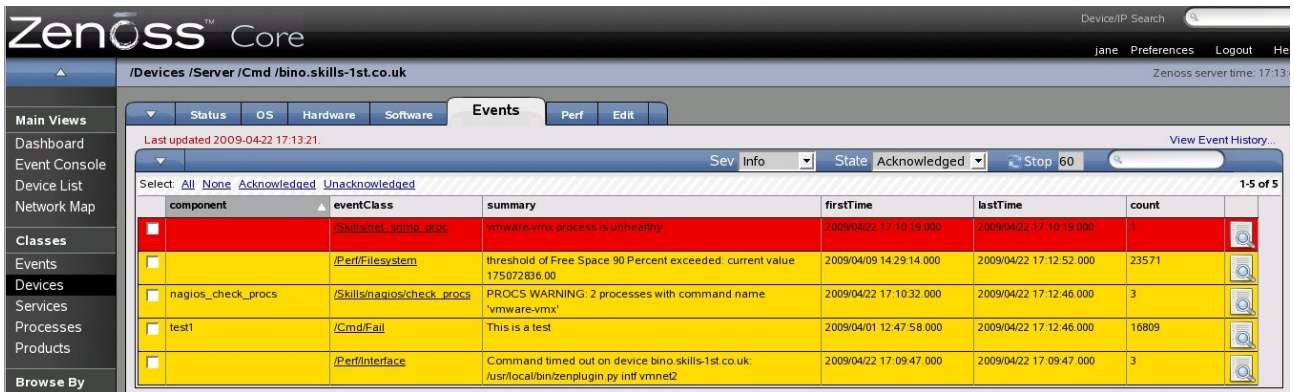 Zenoss™ Core
Device/IP Search
jane Preferences Logout He
/Devices /Server /Cmd /bino.skills-1st.co.uk
Zenoss server time: 17:13:
Main Views
Dashboard
Event Console
Device List
Network Map
Classes
Events
Devices
Services
Processes
Products
Browse By
Status OS Hardware Software Events Perf Edit
Last updated 2009-04-22 17:13:21.
View Event History...
Sev Info State Acknowledged Stop 60
Select: All None Acknowledged Unacknowledged
1-5 of 5
component eventClass summary firstTime lastTime count
/Skills/net_snmp_proc vmware-vmx process is unhealthy 2009/04/22 17:10:19.000 2009/04/22 17:10:19.000 1
/Perf/Filesystem threshold of Free Space 90 Percent exceeded: current value 2009/04/09 14:29:14.000 2009/04/22 17:12:52.000 23571
175072836.00
nagios_check_procs /Skills/nagios/check_procs PROCS WARNING: 2 processes with command name 2009/04/22 17:10:32.000 2009/04/22 17:12:46.000 3
'vmware-vmx'
test1 /Cmd/Fail This is a test 2009/04/01 12:47:58.000 2009/04/22 17:12:46.000 16809
/Perf/Interface Command timed out on device bino.skills-1st.co.uk: 2009/04/22 17:09:47.000 2009/04/22 17:09:47.000 3
/usr/local/bin/zenplugin.py intf vmnet2